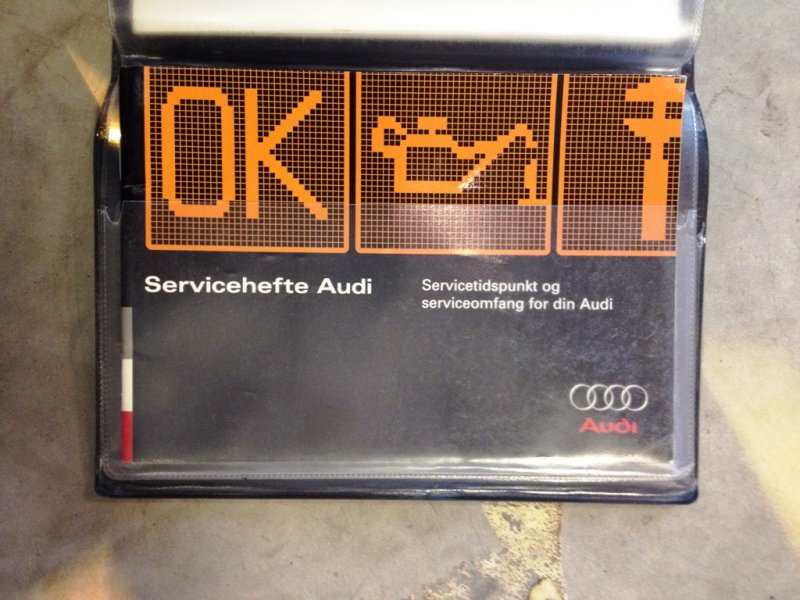 OK
Servicehefte Audi
Servicetidspunkt og
serviceomfang for din Audi
Audi